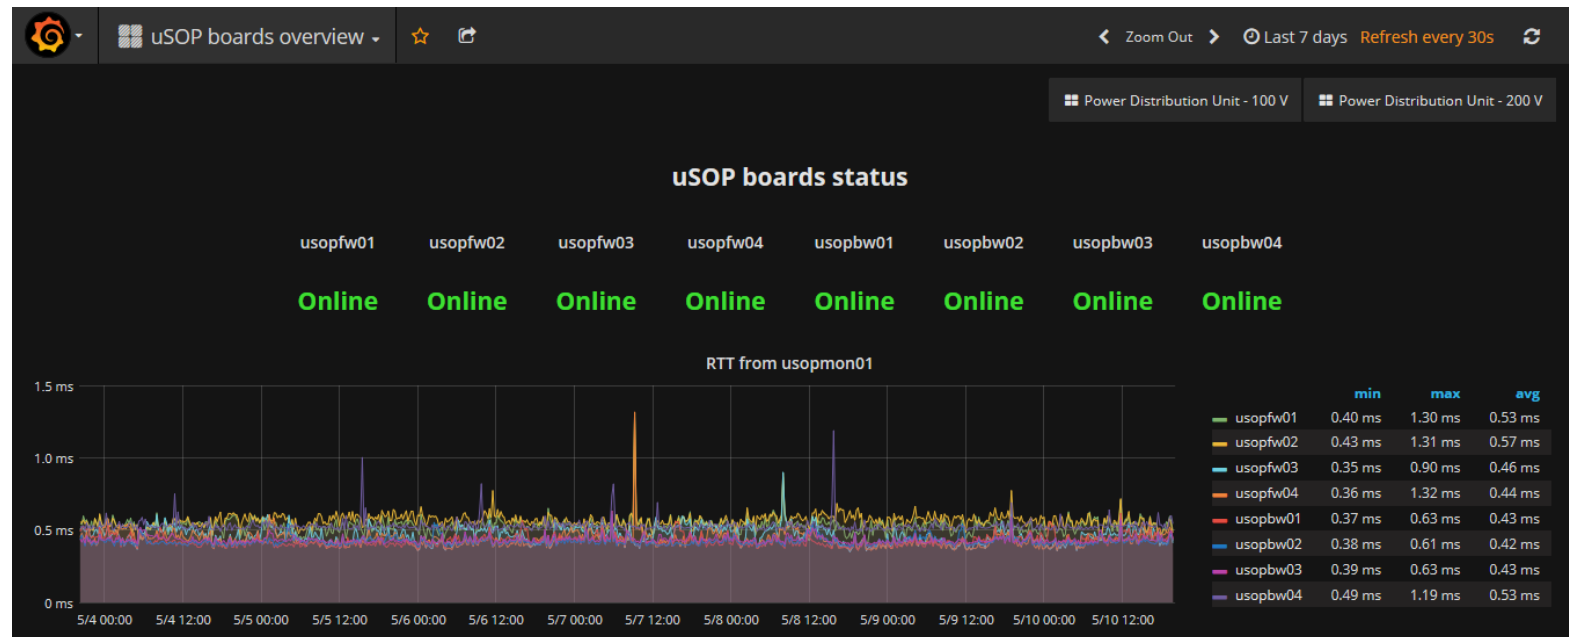 uSOP boards overview
Zoom Out
Last 7 days Refresh every 30s
Power Distribution Unit - 100 V
Power Distribution Unit - 200 V
uSOP boards status
usopfw01 usopfw02 usopfw03 usopfw04 usopbw01 usopbw02 usopbw03 usopbw04
Online Online Online Online Online Online Online Online
RTT from usopmon01
1.5 ms
1.0 ms
0.5 ms
0 ms
5/4 00:00 5/4 12:00 5/5 00:00 5/5 12:00 5/6 00:00 5/6 12:00 5/7 00:00 5/7 12:00 5/8 00:00 5/8 12:00 5/9 00:00 5/9 12:00 5/10 00:00 5/10 12:00
min max avg
usopfw01 0.40 ms 1.30 ms 0.53 ms
usopfw02 0.43 ms 1.31 ms 0.57 ms
usopfw03 0.35 ms 0.90 ms 0.46 ms
usopfw04 0.36 ms 1.32 ms 0.44 ms
usopbw01 0.37 ms 0.63 ms 0.43 ms
usopbw02 0.38 ms 0.61 ms 0.42 ms
usopbw03 0.39 ms 0.63 ms 0.43 ms
usopbw04 0.49 ms 1.19 ms 0.53 ms